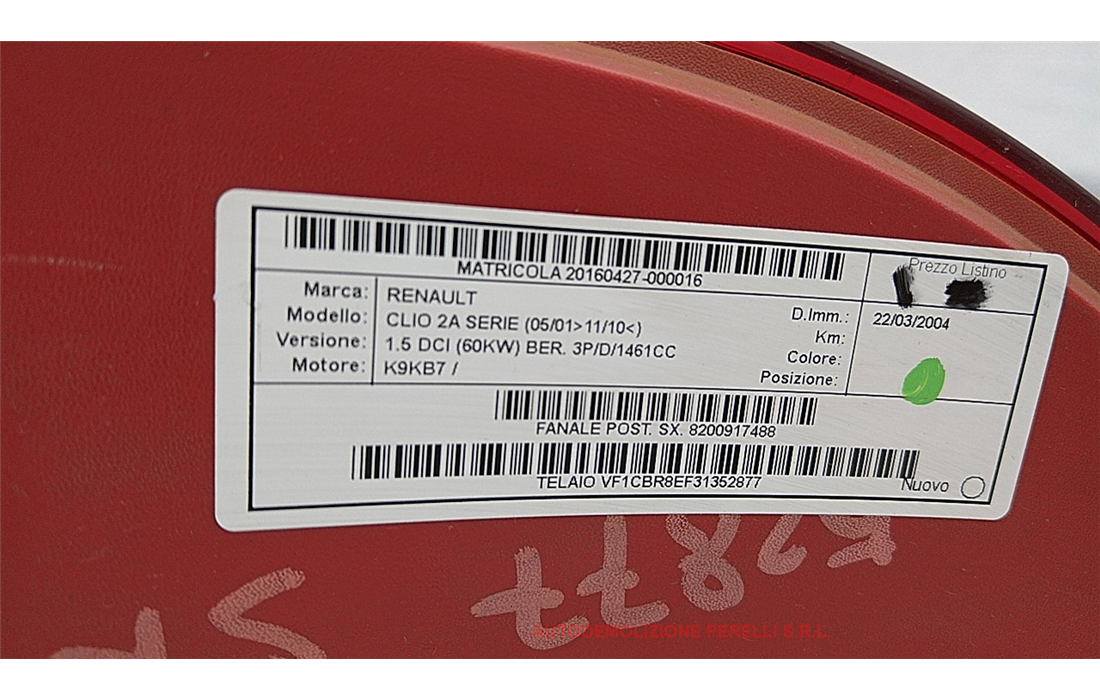 Prezzo Listino
MATRICOLA 20160427-000016
Marca: RENAULT
D.Imm.: 22/03/2004
Modello: CLIO 2A SERIE (05/01>11/10<)
Km:
Versione: 1.5 DCI (60KW) BER. 3P/D/1461CC
Colore:
Motore: K9KB7 /
Posizione:
FANALE POST. SX. 8200917488
TELAIO VF1CBR8EF31352877
Nuovo
52877
AUTODEMOLIZIONE PERELLI S.R.L.